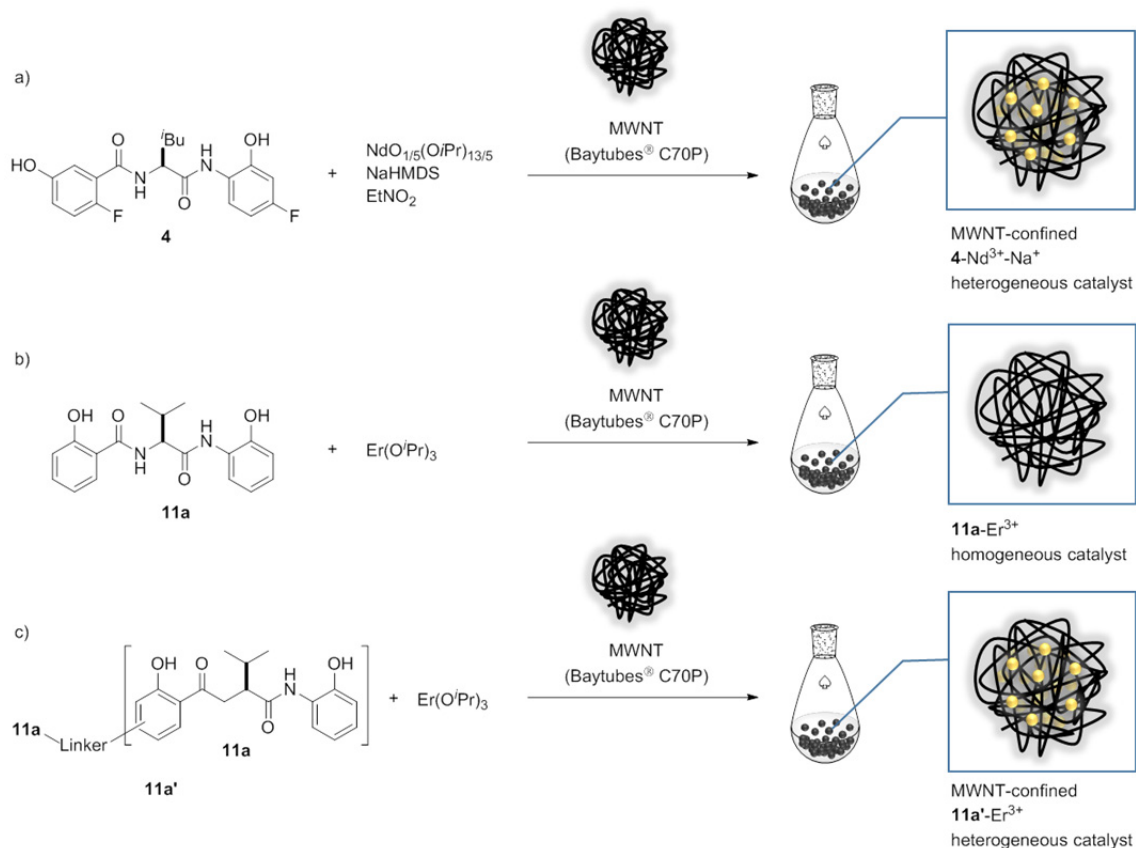 a)
O
iBu
OH
HO
N
H
O
H
N
F
F
4
+
NdO1/5(OiPr)13/5
NaHMDS
EtNO2
MWNT
(Baytubes® C70P)
MWNT-confined
4-Nd3+-Na+
heterogeneous catalyst
b)
OH
O
N
H
O
H
N
OH
11a
+
Er(OiPr)3
MWNT
(Baytubes® C70P)
11a-Er3+
homogeneous catalyst
c)
OH
O
H
N
O
OH
11a
Linker
11a
11a'
+
Er(OiPr)3
MWNT
(Baytubes® C70P)
MWNT-confined
11a'-Er3+
heterogeneous catalyst